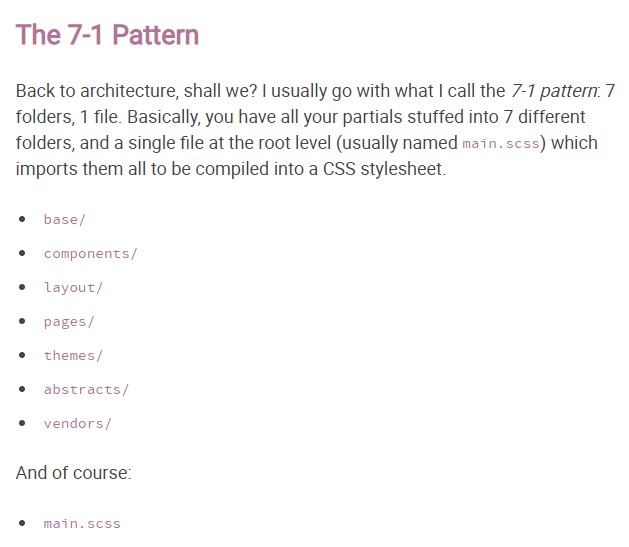 The 7-1 Pattern
Back to architecture, shall we? I usually go with what I call the 7-1 pattern: 7
folders, 1 file. Basically, you have all your partials stuffed into 7 different
folders, and a single file at the root level (usually named main.scss) which
imports them all to be compiled into a CSS stylesheet.
• base/
• components/
• layout/
• pages/
• themes/
• abstracts/
• vendors/
And of course:
• main.scss